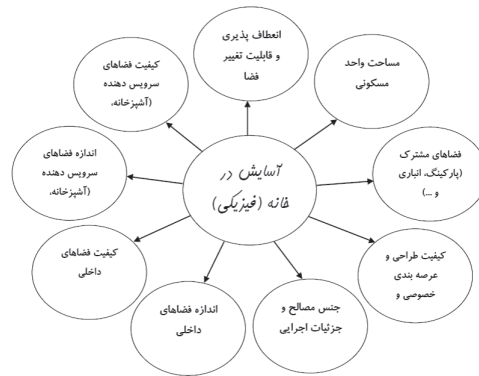 انعطاف پذیری
و قابلیت تغییر
فضا
مساحت واحد
مسکونی
فضاهای مشترک
(پارکینگ، انباری
و ...)
کیفیت طراحی و
عرصه بندی
خصوصی و
جنس مصالح و
جزئیات اجرایی
اندازه فضاهای
داخلی
کیفیت فضاهای
داخلی
اندازه فضاهای
سرویس دهنده
(آشپزخانه،
کیفیت فضاهای
سرویس دهنده
(آشپزخانه،
آسایش در
خانه (فیزیکی)